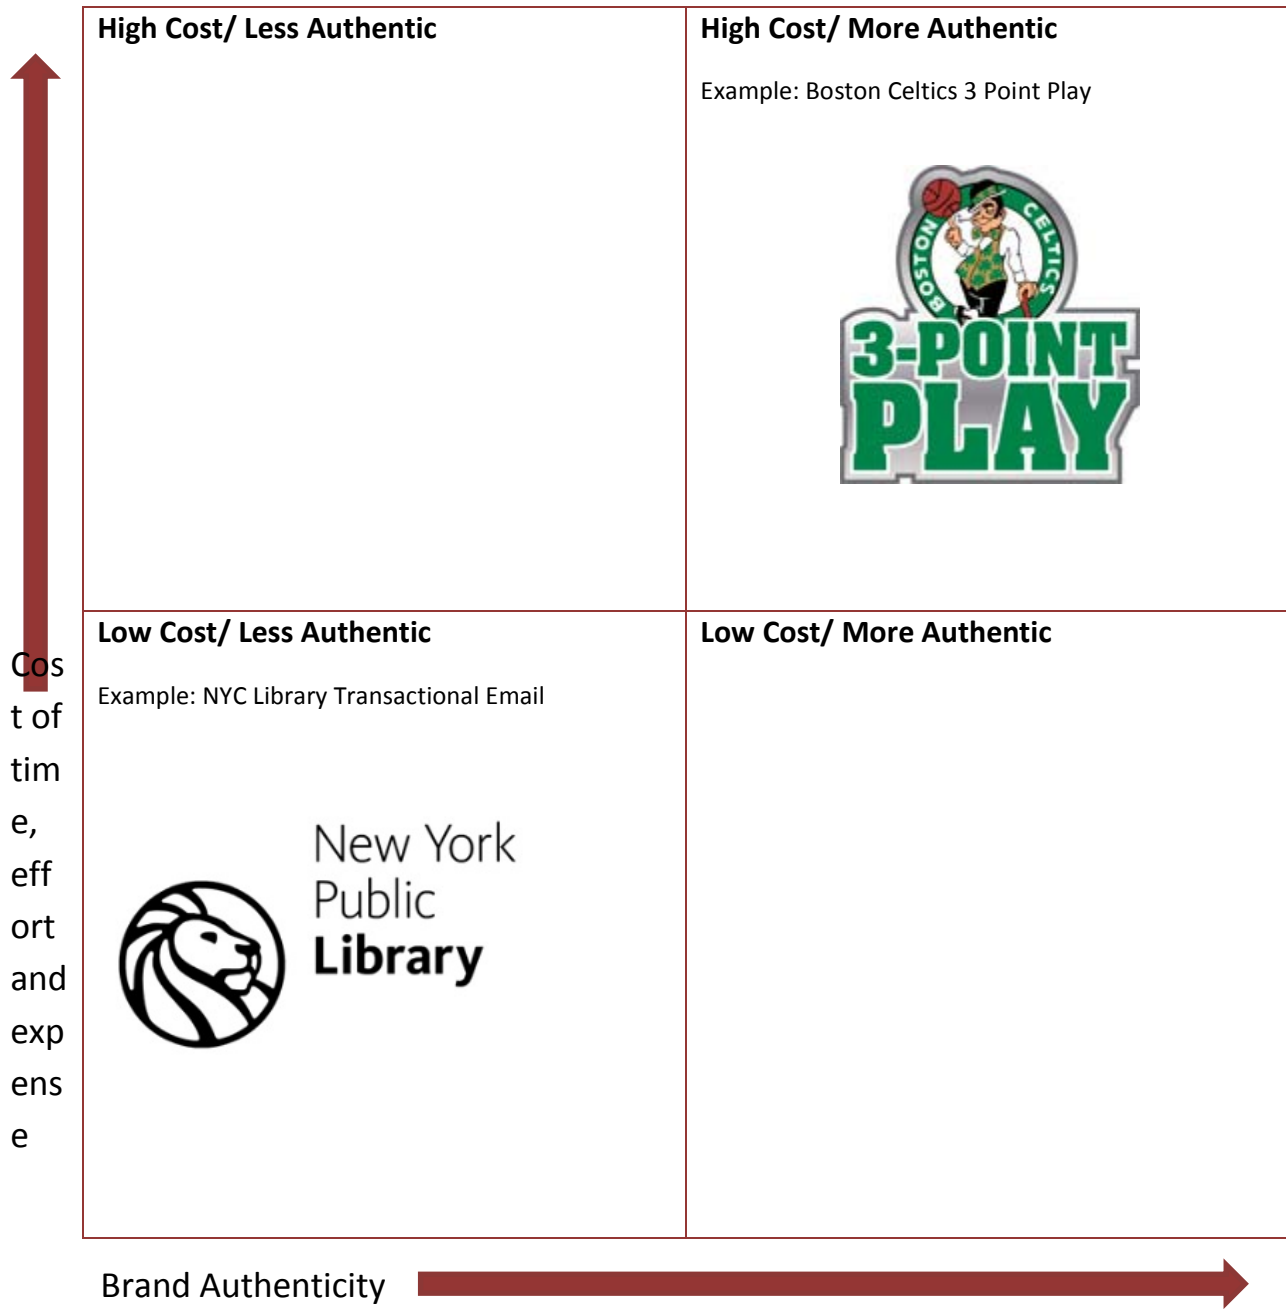 High Cost/ Less Authentic
High Cost/ More Authentic
Example: Boston Celtics 3 Point Play
BOSTON CELTICS
3-POINT
PLAY
Low Cost/ Less Authentic
Low Cost/ More Authentic
Example: NYC Library Transactional Email
New York
Public
Library
Cos
t of
tim
e,
eff
ort
and
exp
ens
e
Brand Authenticity